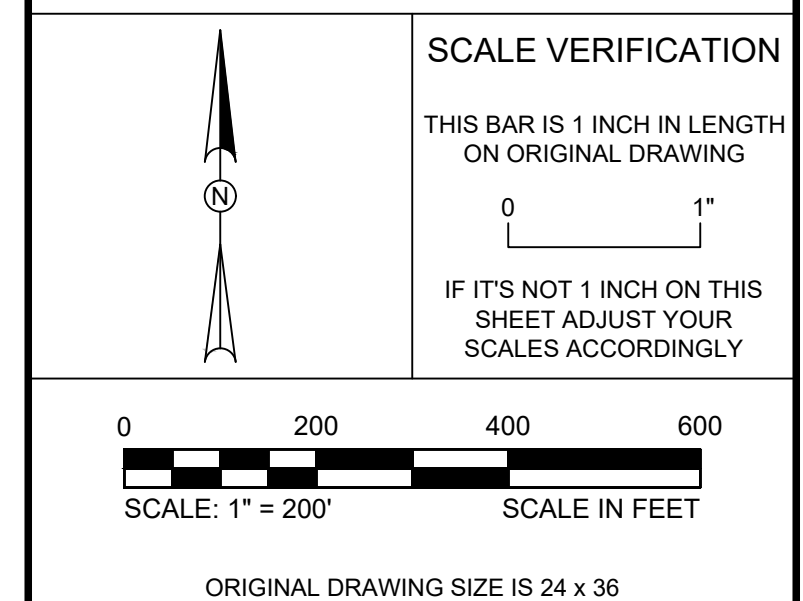 N
SCALE VERIFICATION
THIS BAR IS 1 INCH IN LENGTH
ON ORIGINAL DRAWING
0 1"
IF IT'S NOT 1 INCH ON THIS
SHEET ADJUST YOUR
SCALES ACCORDINGLY
0 200 400 600
SCALE: 1" = 200' SCALE IN FEET
ORIGINAL DRAWING SIZE IS 24 x 36